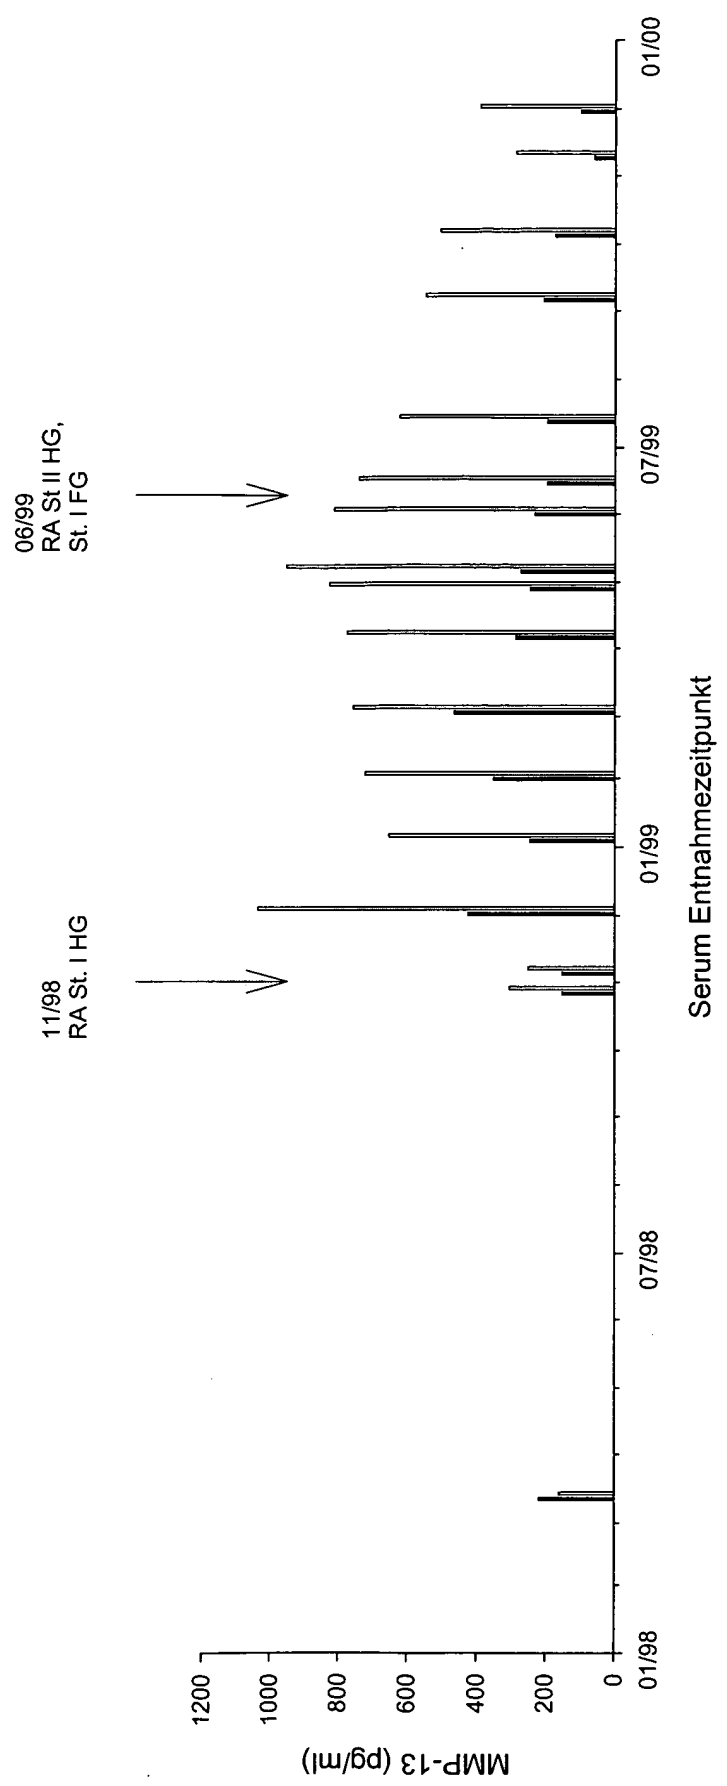 11/98
RA St. I HG
06/99
RA St II HG,
St. I FG
MMP-13 (pg/ml)
1200
1000
800
600
400
200
0
01/98
07/98
01/99
07/99
01/00
Serum Entnahmezeitpunkt